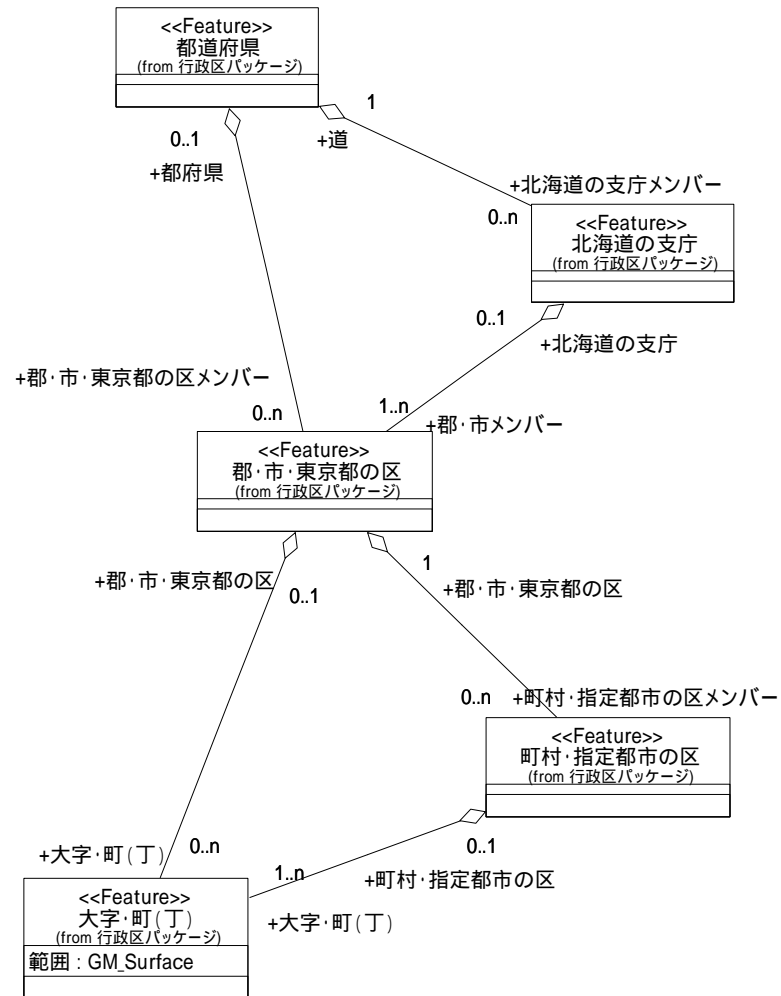 <<Feature>>
都道府県
(from 行政区パッケージ)
1
0..1
+道
+都府県
+北海道の支庁メンバー
0..n
<<Feature>>
北海道の支庁
(from 行政区パッケージ)
0..1
+北海道の支庁
+郡・市・東京都の区メンバー
0..n
1..n
+郡・市メンバー
<<Feature>>
郡・市・東京都の区
(from 行政区パッケージ)
+郡・市・東京都の区
0..1
1
+郡・市・東京都の区
0..n
+町村・指定都市の区メンバー
<<Feature>>
町村・指定都市の区
(from 行政区パッケージ)
0..n
+大字・町(丁)
0..1
1..n
+町村・指定都市の区
+大字・町(丁)
<<Feature>>
大字・町(丁)
(from 行政区パッケージ)
範囲 : GM_Surface